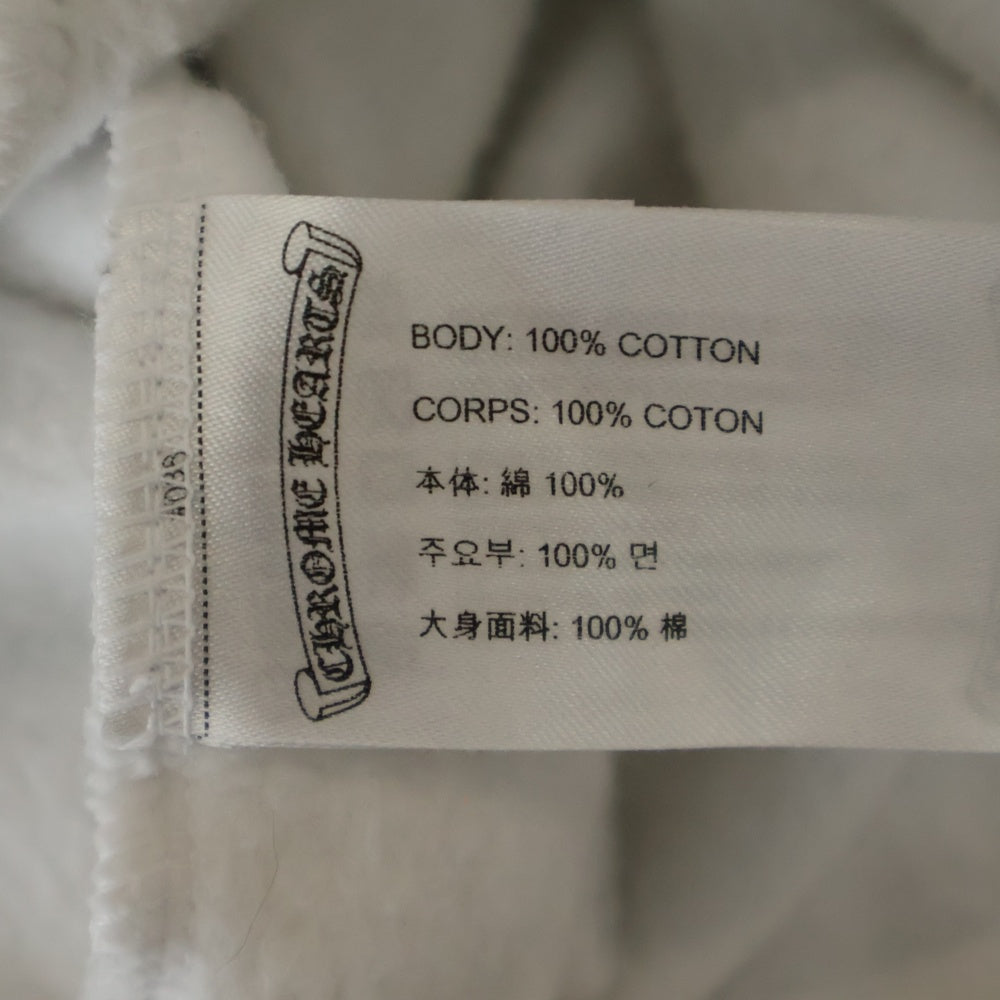 CHROME HEARTS
BODY: 100% COTTON
CORPS: 100% COTON
本体: 綿 100%
주요부: 100% 면
大身面料: 100% 棉